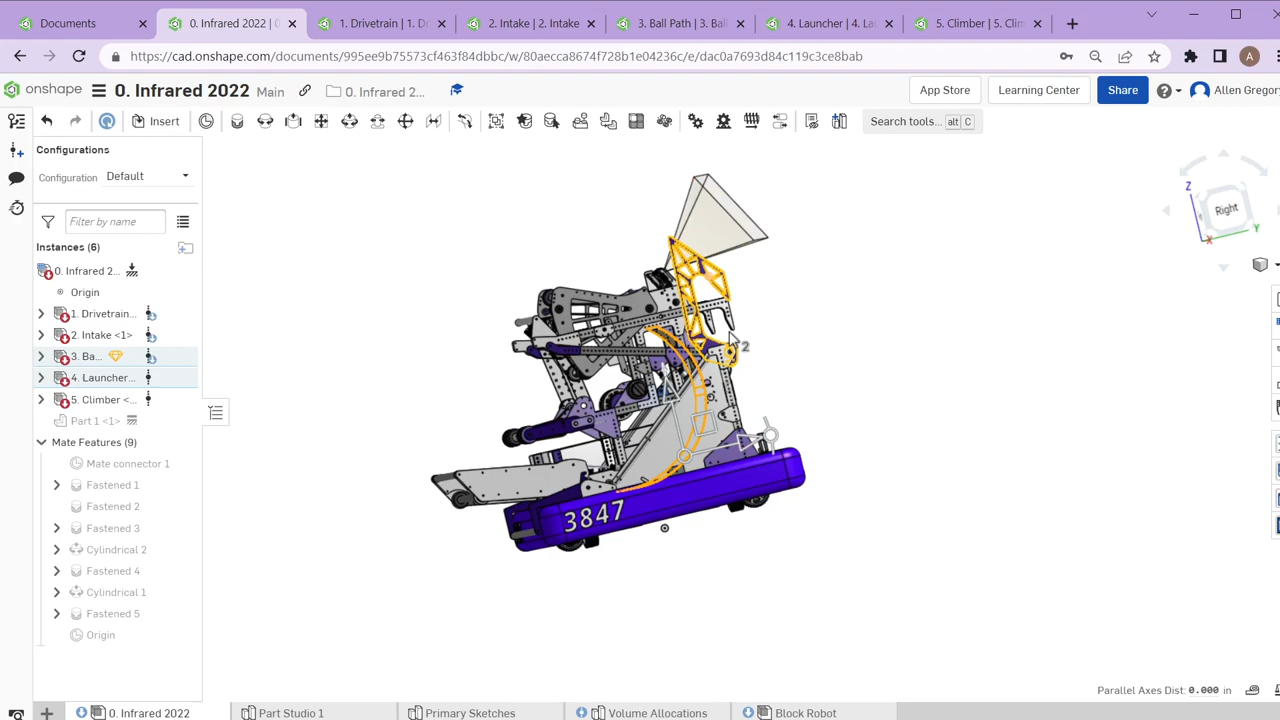 Documents
0. Infrared 2022
1. Drivetrain | 1. D
2. Intake | 2. Intake
3. Ball Path | 3. Ba
4. Launcher | 4. La
5. Climber | 5. Clim
https://cad.onshape.com/documents/995ee9b75573cf463f84dbbc/w/80aecca8674f728b1e04236c/e/dac0a7693d84c119c3ce8bab
A
onshape
0. Infrared 2022
Main
0. Infrared 2...
App Store
Learning Center
Share
Allen Gregory
Insert
Search tools...
alt C
Configurations
Configuration
Default
Filter by name
Instances (6)
0. Infrared 2...
Origin
1. Drivetrain...
2. Intake <1>
3. Ba...
4. Launcher...
5. Climber <...
Part 1 <1>
Mate Features (9)
Mate connector 1
Fastened 1
Fastened 2
Fastened 3
Cylindrical 2
Fastened 4
Cylindrical 1
Fastened 5
Origin
Z
Right
Y
X
2
3847
Parallel Axes Dist: 0.000 in
0. Infrared 2022
Part Studio 1
Primary Sketches
Volume Allocations
Block Robot